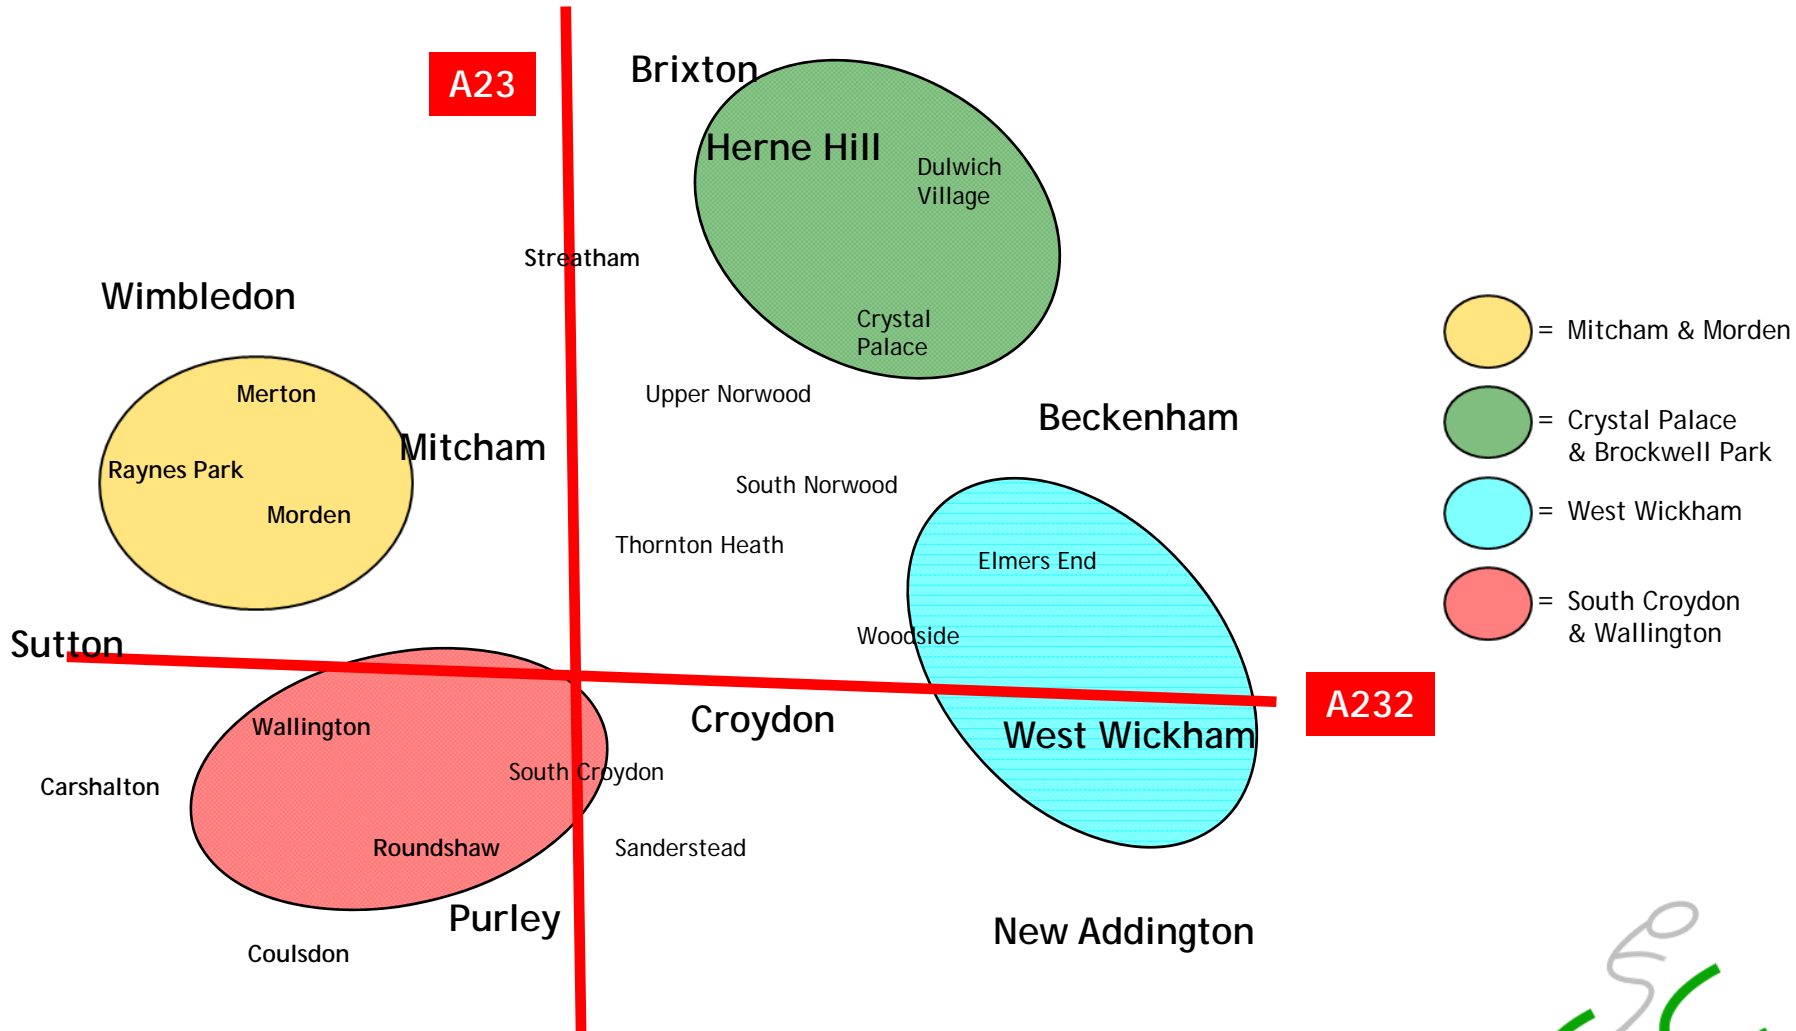 A23
Brixton
Herne Hill
Dulwich
Village
Streatham
Wimbledon
Crystal
Palace
Merton
Upper Norwood
Beckenham
Mitcham
Raynes Park
South Norwood
Morden
Thornton Heath
Elmers End
Woodside
Sutton
A232
Croydon
Wallington
West Wickham
South Croydon
Carshalton
Roundshaw
Sanderstead
Purley
New Addington
Coulsdon
= Mitcham & Morden
= Crystal Palace
& Brockwell Park
= West Wickham
= South Croydon
& Wallington